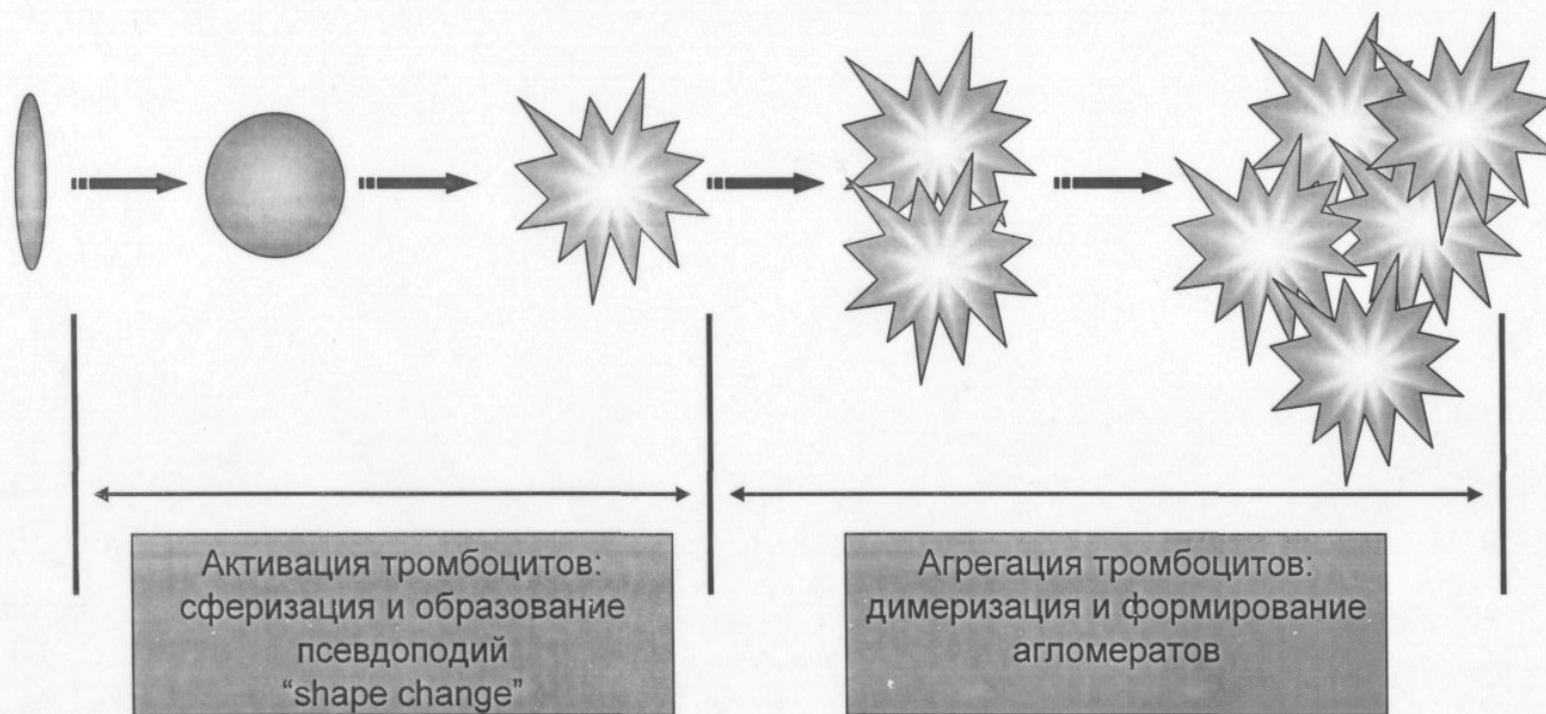 Активация тромбоцитов:
сферизация и образование
псевдоподий
“shape change”
Агрегация тромбоцитов:
димеризация и формирование
агломератов